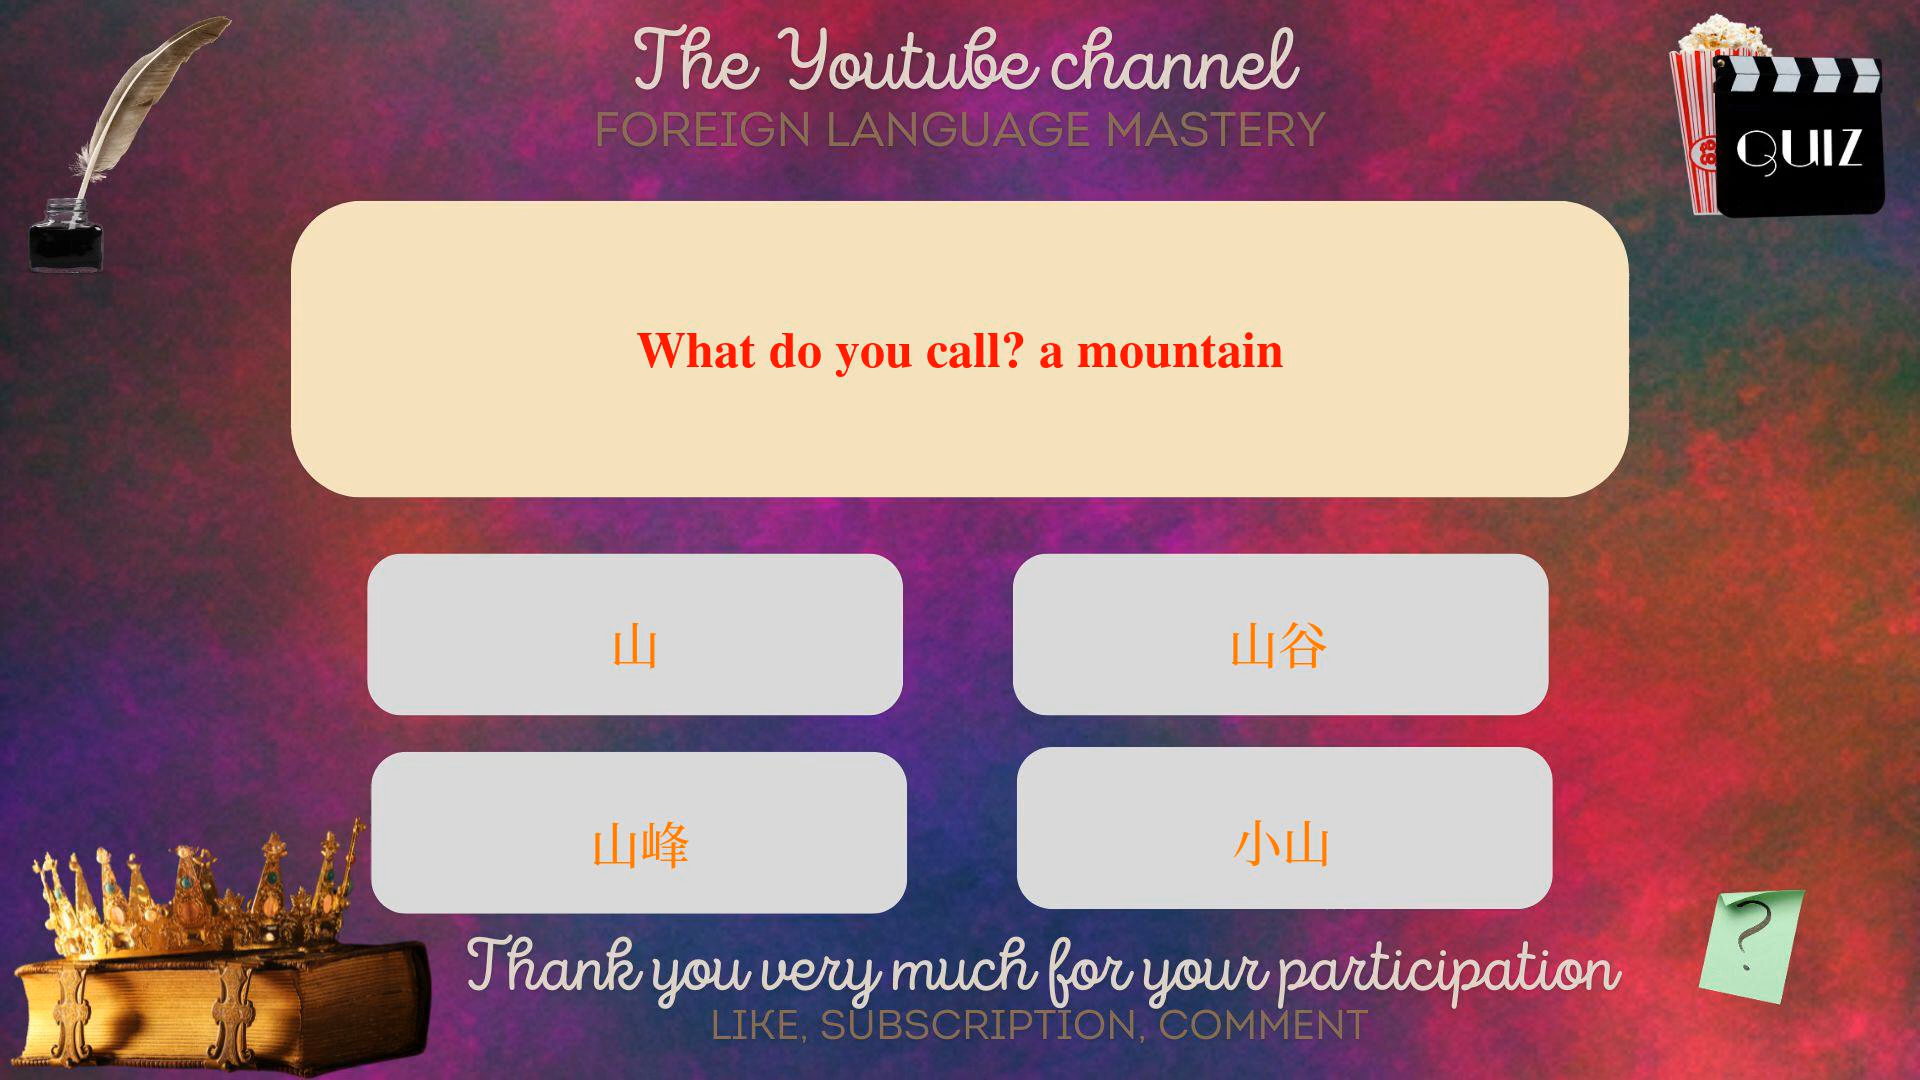 The Youtube channel
FOREIGN LANGUAGE MASTERY
QUIZ
What do you call? a mountain
山
山谷
山峰
小山
?
Thank you very much for your participation
LIKE, SUBSCRIPTION, COMMENT